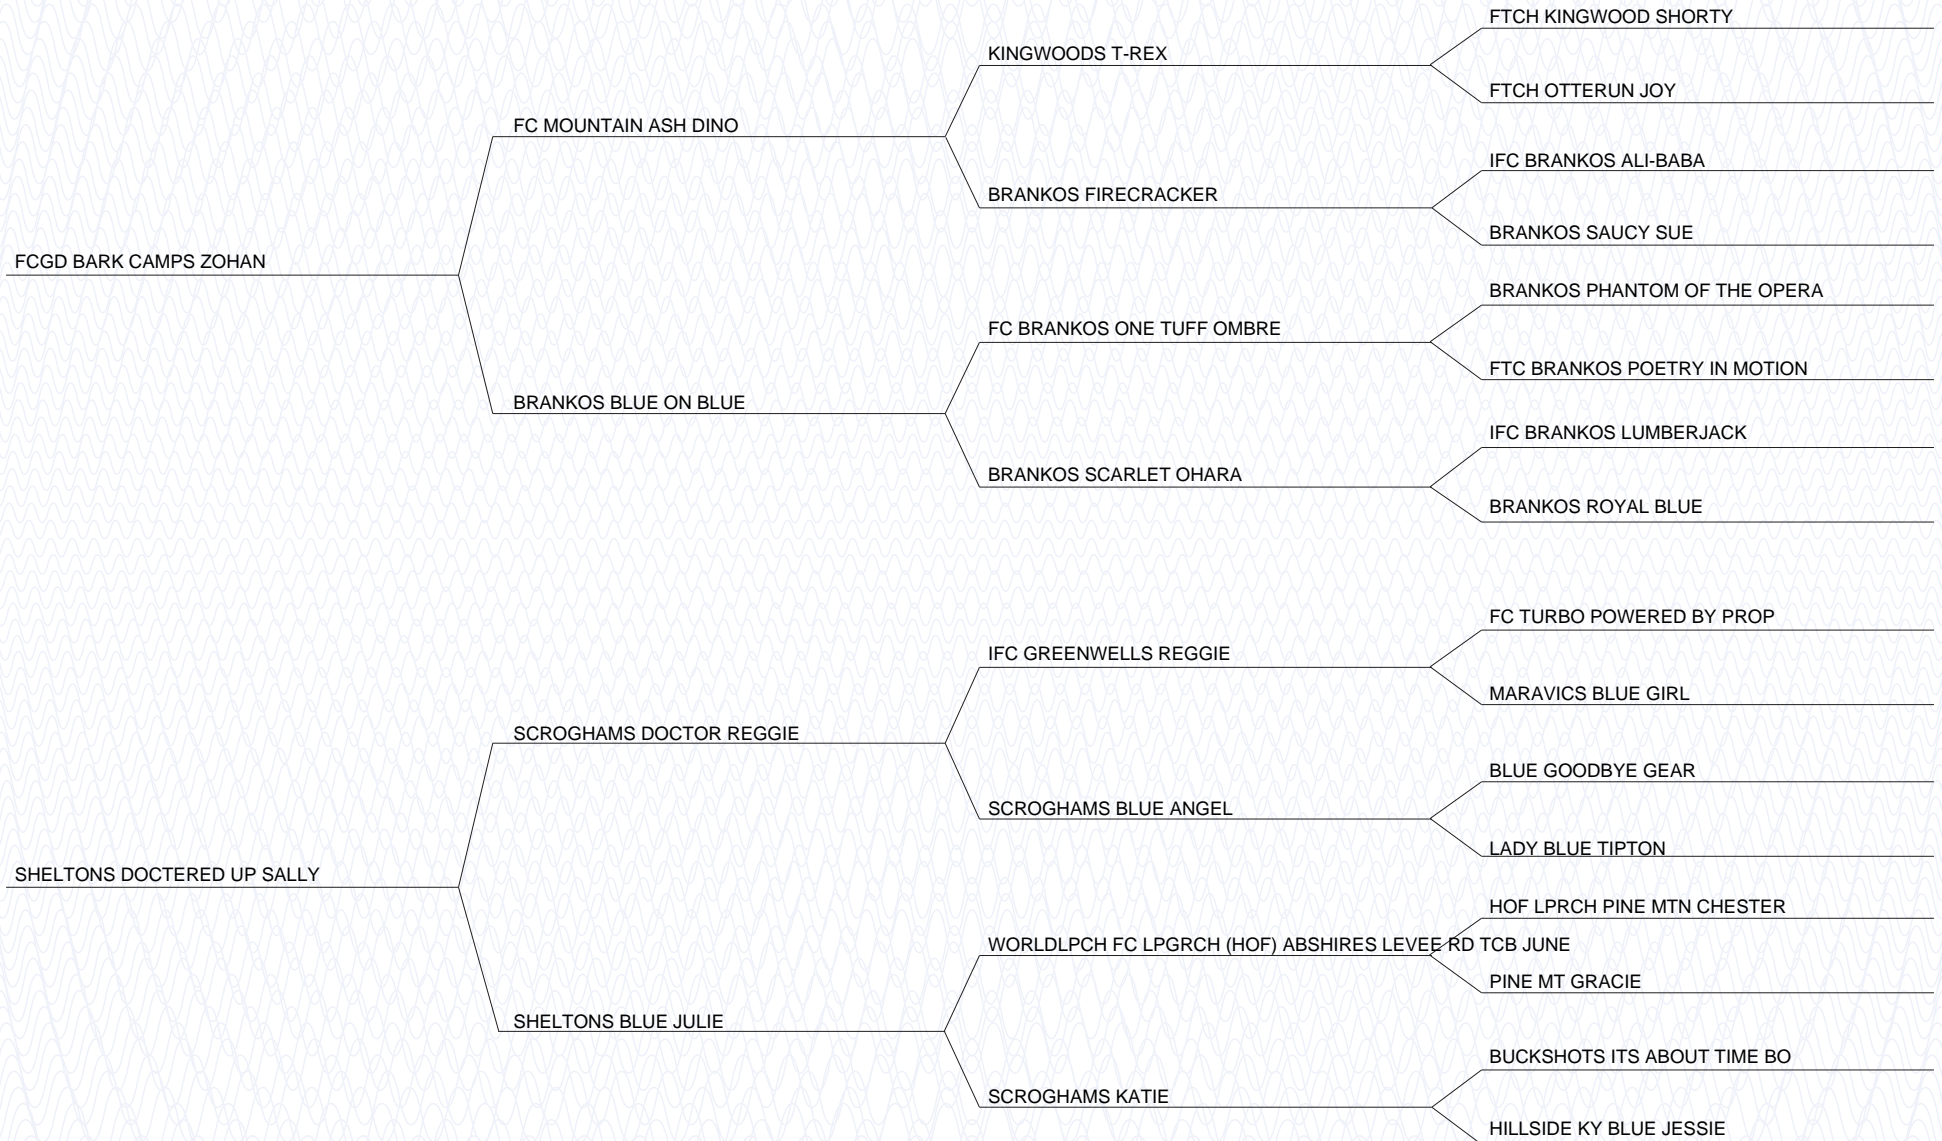 FTCH KINGWOOD SHORTY
KINGWOODS T-REX
FTCH OTTERUN JOY
FC MOUNTAIN ASH DINO
IFC BRANKOS ALI-BABA
BRANKOS FIRECRACKER
BRANKOS SAUCY SUE
FCGD BARK CAMPS ZOHAN
BRANKOS PHANTOM OF THE OPERA
FC BRANKOS ONE TUFF OMBRE
FTC BRANKOS POETRY IN MOTION
BRANKOS BLUE ON BLUE
IFC BRANKOS LUMBERJACK
BRANKOS SCARLET OHARA
BRANKOS ROYAL BLUE
FC TURBO POWERED BY PROP
IFC GREENWELLS REGGIE
MARAVICS BLUE GIRL
SCROGHAMS DOCTOR REGGIE
BLUE GOODBYE GEAR
SCROGHAMS BLUE ANGEL
LADY BLUE TIPTON
SHELTONS DOCTERED UP SALLY
HOF LPRCH PINE MTN CHESTER
WORLDLPCH FC LPGRCH (HOF) ABSHIRES LEVEE RD TCB JUNE
PINE MT GRACIE
SHELTONS BLUE JULIE
BUCKSHOTS ITS ABOUT TIME BO
SCROGHAMS KATIE
HILLSIDE KY BLUE JESSIE